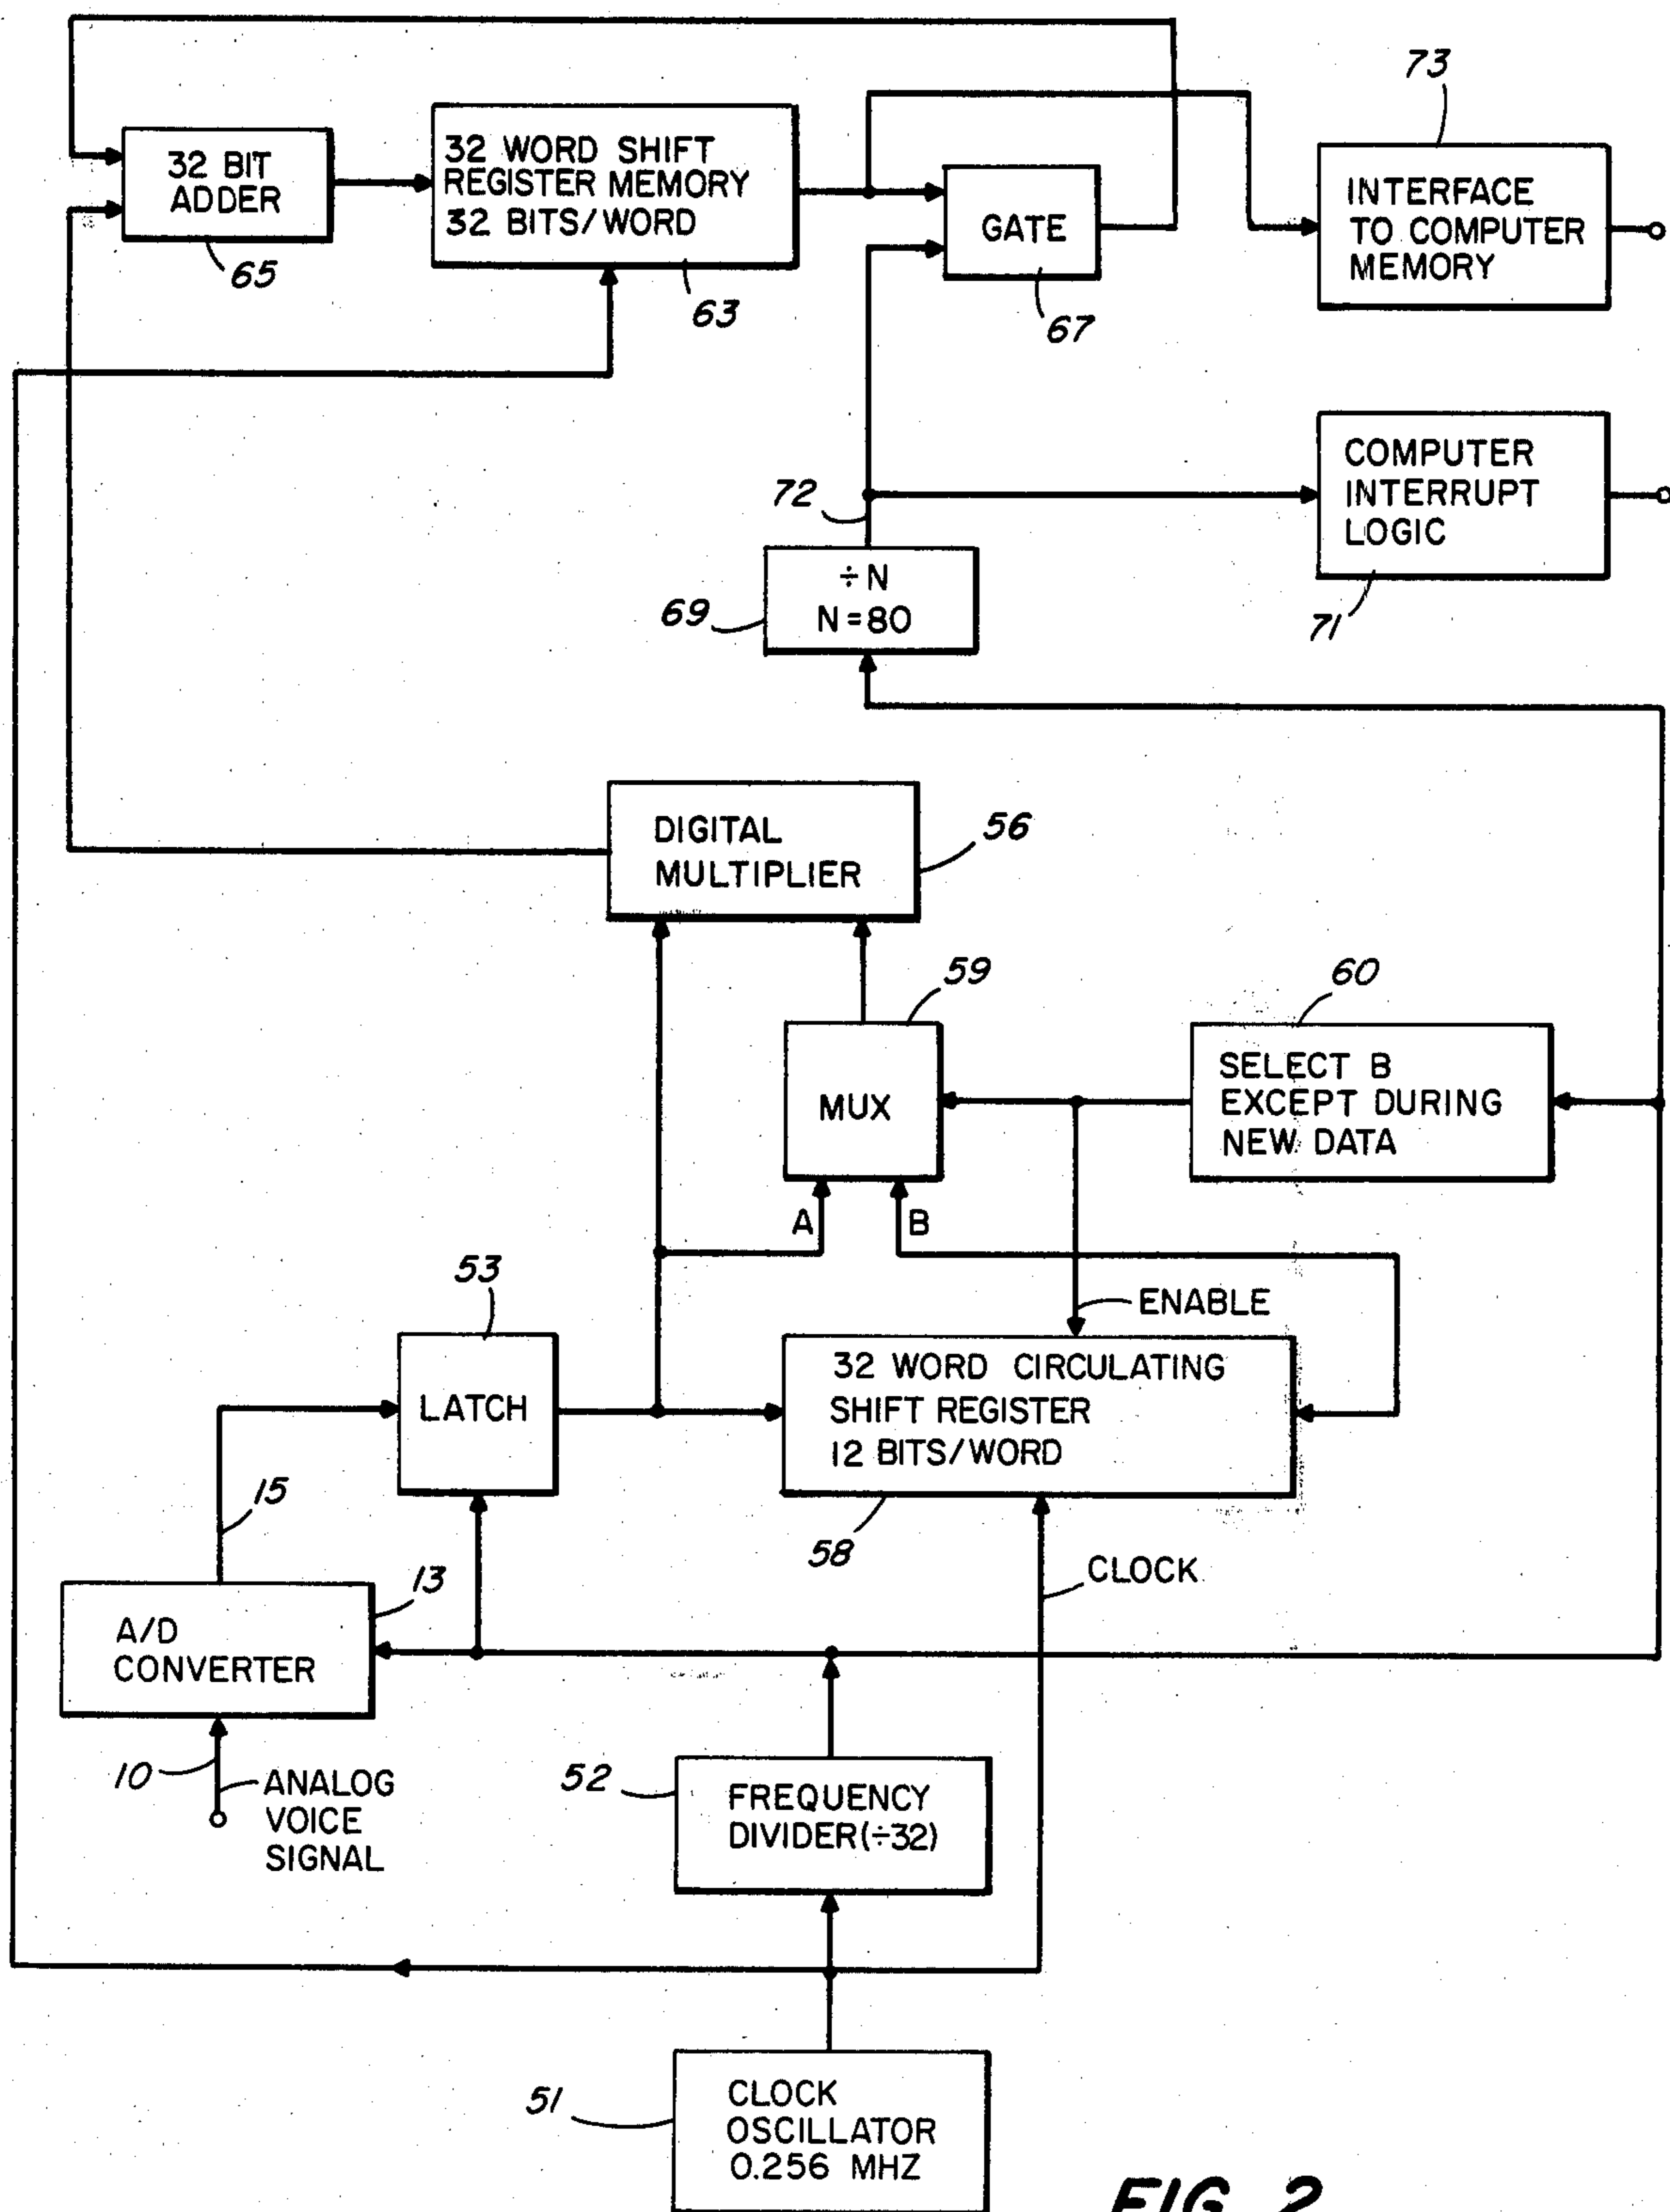 73
32 BIT
ADDER
65
32 WORD SHIFT
REGISTER MEMORY
32 BITS/WORD
63
GATE
67
INTERFACE
TO COMPUTER
MEMORY
COMPUTER
INTERRUPT
LOGIC
71
72
÷N
N=80
69
DIGITAL
MULTIPLIER
56
59
60
MUX
SELECT B
EXCEPT DURING
NEW DATA
A
B
53
ENABLE
LATCH
32 WORD CIRCULATING
SHIFT REGISTER
12 BITS/WORD
15
58
CLOCK
13
A/D
CONVERTER
10
ANALOG
VOICE
SIGNAL
52
FREQUENCY
DIVIDER(÷32)
51
CLOCK
OSCILLATOR
0.256 MHZ
FIG. 2